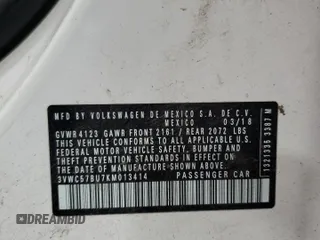 MFD BY VOLKSWAGEN DE MEXICO S.A. DE C.V.
MEXICO 03/18
GVWR 4123 GAWR FRONT 2161 / REAR 2072 LBS
THIS VEHICLE CONFORMS TO ALL APPLICABLE
FEDERAL MOTOR VEHICLE SAFETY, BUMPER, AND
THEFT PREVENTION STANDARDS IN EFFECT ON THE
DATE OF MANUFACTURE SHOWN ABOVE.
3VWC57BU7KM013414 PASSENGER CAR
1321335 3387 M
DREAMBID